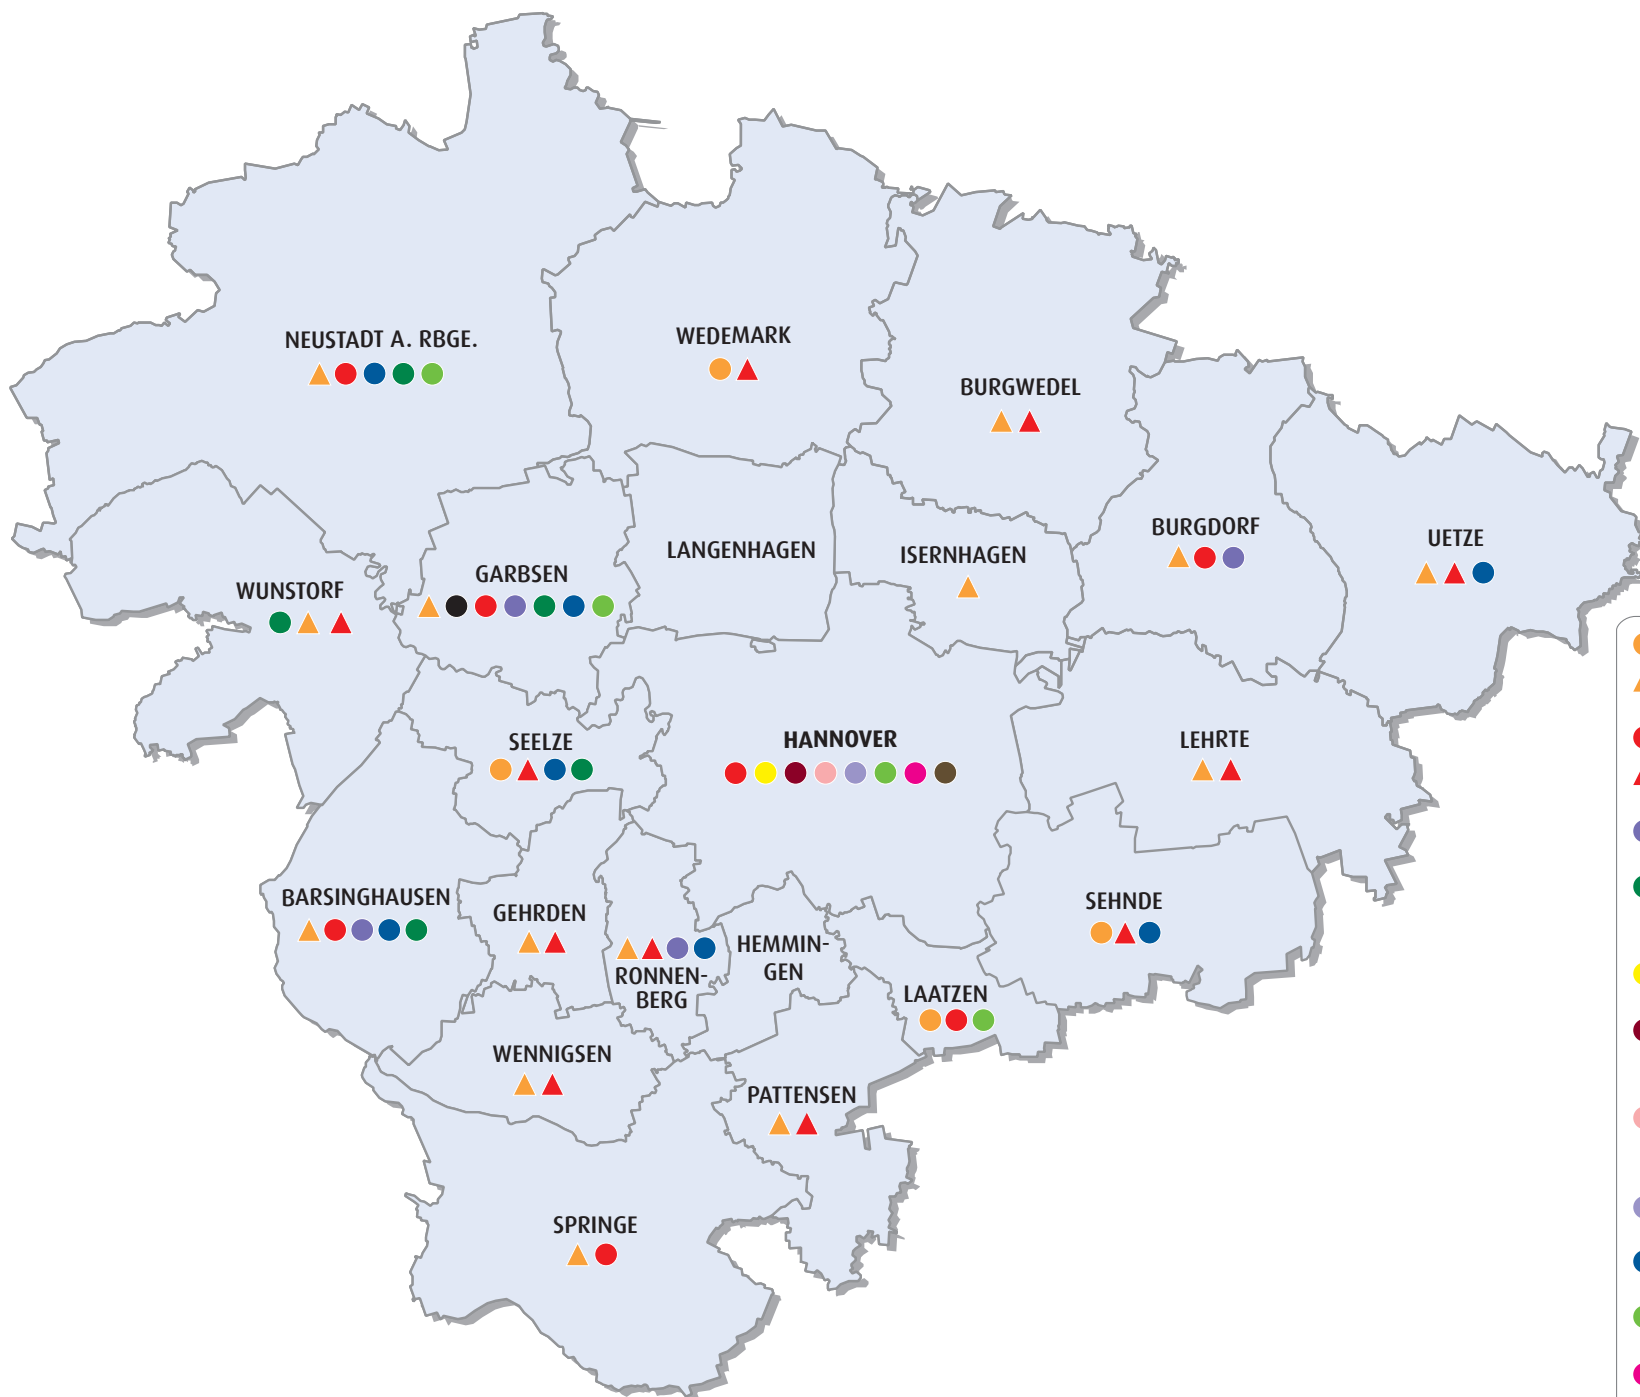 NEUSTADT A. RBGE.
WEDEMARK
BURGWEDEL
BURGDORF
UETZE
LANGENHAGEN
ISERNHAGEN
GARBSEN
WUNSTORF
SEELZE
HANNOVER
LEHRTE
BARSINGHAUSEN
GEHRDEN
RONNEN-
BERG
HEMMIN-
GEN
SEHNDE
LAATZEN
WENNIGSEN
PATTENSEN
SPRINGE